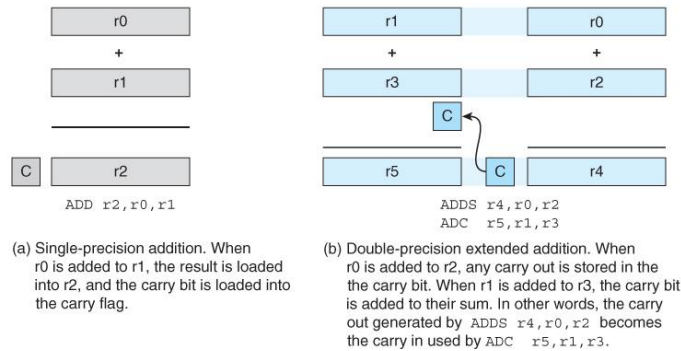 r0
+
r1
C
r2
ADD r2,r0,r1
(a) Single-precision addition. When
r0 is added to r1, the result is loaded
into r2, and the carry bit is loaded into
the carry flag.
r1
r0
+
+
r3
r2
C
r5
C
r4
ADDS r4,r0,r2
ADC r5,r1,r3
(b) Double-precision extended addition. When
r0 is added to r2, any carry out is stored in the
the carry bit. When r1 is added to r3, the carry bit
is added to their sum. In other words, the carry
out generated by ADDS r4,r0,r2 becomes
the carry in used by ADC r5,r1,r3.